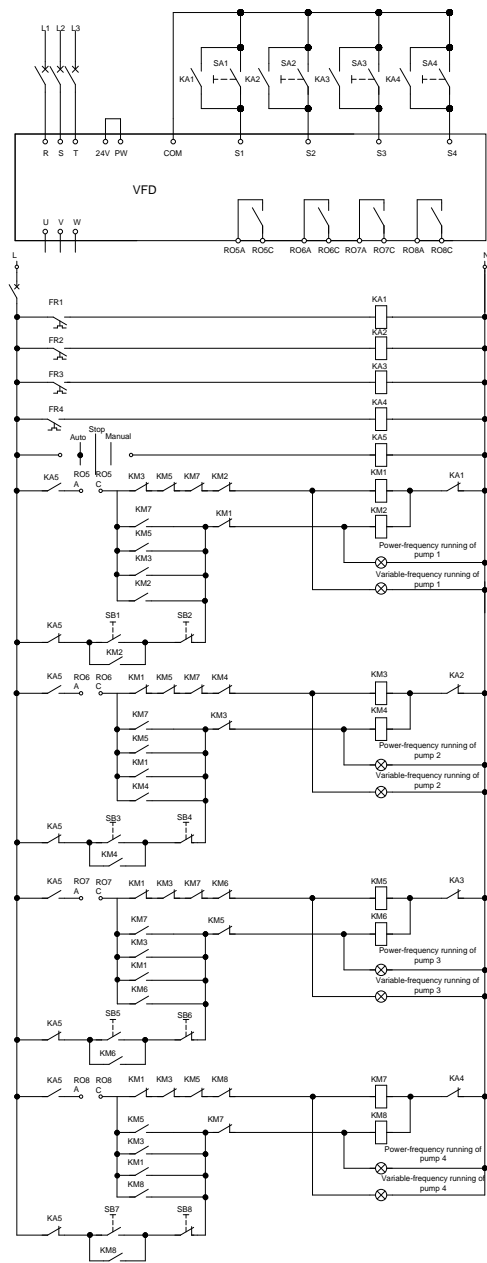 L1 L2 L3
SA1 SA2 SA3 SA4
KA1 KA2 KA3 KA4
R S T 24V PW COM S1 S2 S3 S4
VFD
U V W
RO5A RO5C RO6A RO6C RO7A RO7C RO8A RO8C
L N
FR1 KA1
FR2 KA2
FR3 KA3
FR4 KA4
Stop
Auto Manual KA5
KA5 RO5 RO5 KM3 KM5 KM7 KM2 KM1 KA1
A C
KM7 KM1 KM2
KM5
Power-frequency running of
pump 1
KM3
Variable-frequency running of
pump 1
KM2
KA5 SB1 SB2
KM2
KA5 RO6 RO6 KM1 KM5 KM7 KM4 KM3 KA2
A C
KM7 KM3 KM4
KM5
Power-frequency running of
pump 2
KM1
Variable-frequency running of
pump 2
KM4
KA5 SB3 SB4
KM4
KA5 RO7 RO7 KM1 KM3 KM7 KM6 KM5 KA3
A C
KM7 KM5 KM6
KM3
Power-frequency running of
pump 3
KM1
Variable-frequency running of
pump 3
KM6
KA5 SB5 SB6
KM6
KA5 RO8 RO8 KM1 KM3 KM5 KM8 KM7 KA4
A C
KM5 KM7 KM8
KM3
Power-frequency running of
pump 4
KM1
Variable-frequency running of
pump 4
KM8
KA5 SB7 SB8
KM8